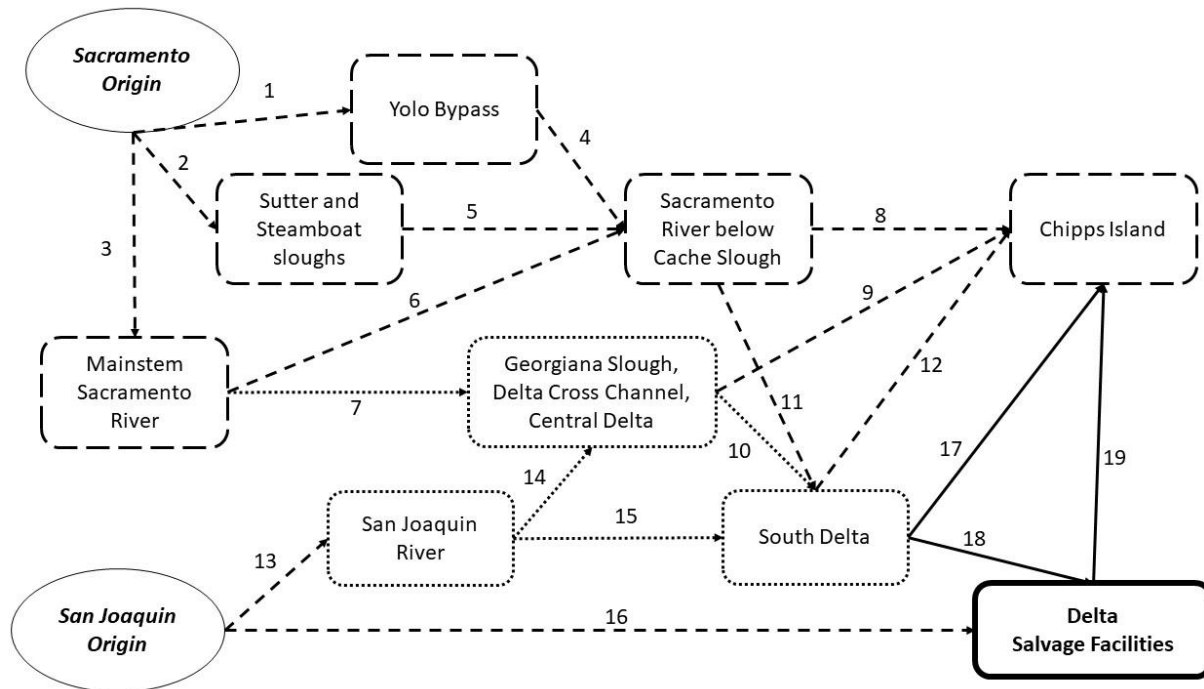 Sacramento
Origin
1
Yolo Bypass
4
2
Sutter and
Steamboat
sloughs
5
Sacramento
River below
Cache Slough
8
Chipps Island
3
6
9
Mainstem
Sacramento
River
7
Georgiana Slough,
Delta Cross Channel,
Central Delta
11
12
10
17
19
14
San Joaquin
River
15
South Delta
18
13
San Joaquin
Origin
16
Delta
Salvage Facilities